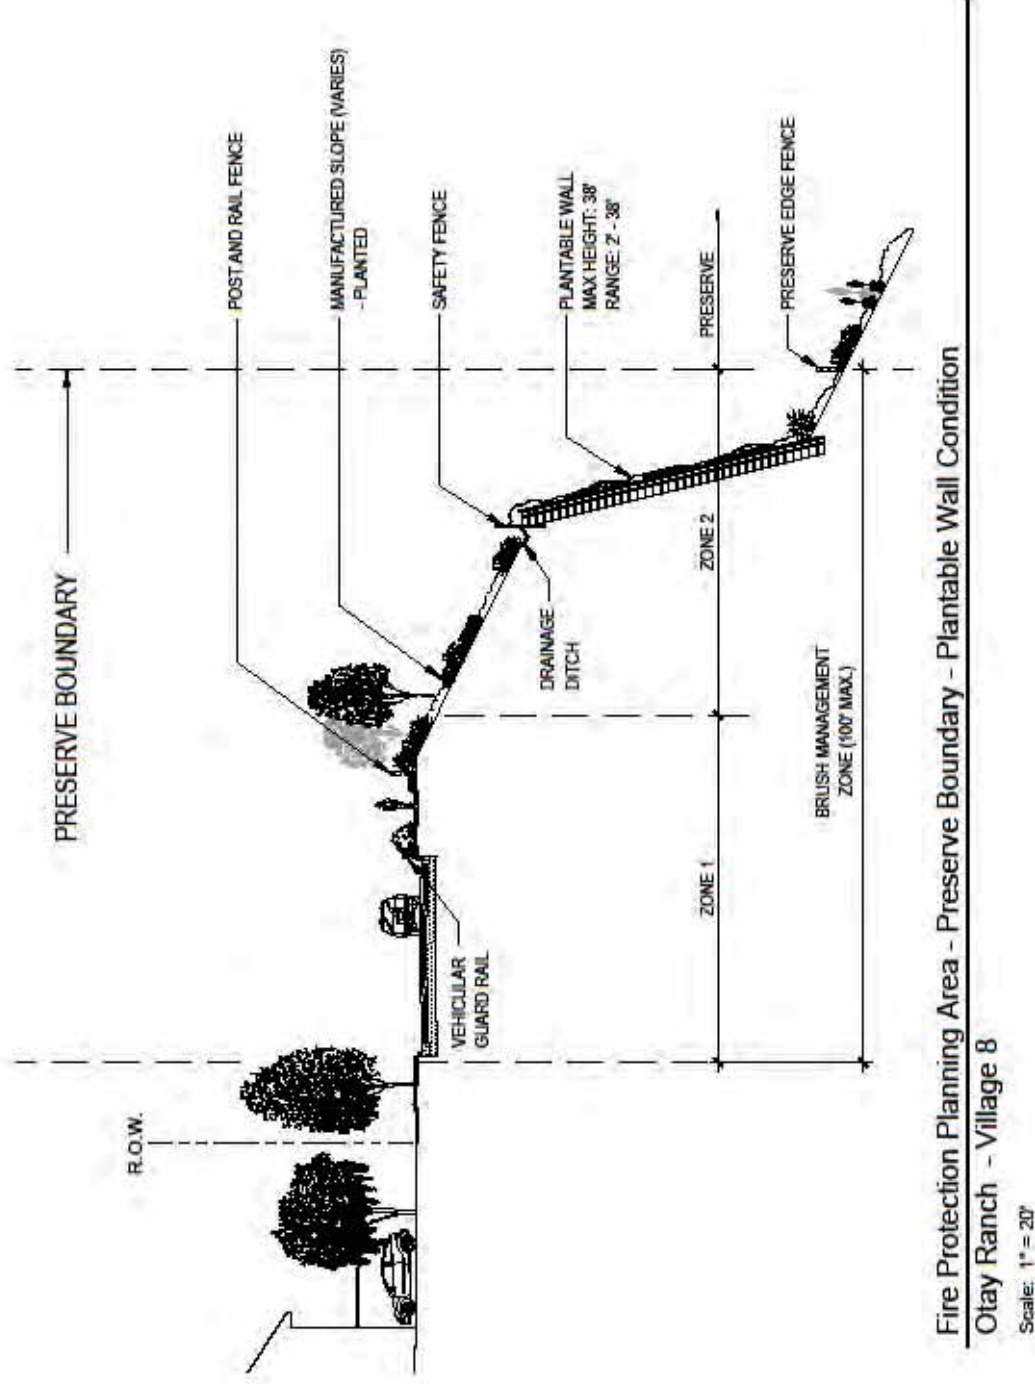 PRESERVE BOUNDARY
R.O.W.
POST AND RAIL FENCE
MANUFACTURED SLOPE (VARIES)
- PLANTED
SAFETY FENCE
PLANTABLE WALL
MAX HEIGHT: 38'
RANGE: 2' - 38'
VEHICULAR
GUARD RAIL
DRAINAGE
DITCH
ZONE 1
ZONE 2
PRESERVE
PRESERVE EDGE FENCE
BRUSH MANAGEMENT
ZONE (100' MAX.)
Fire Protection Planning Area - Preserve Boundary - Plantable Wall Condition
Otay Ranch - Village 8
Scale: 1" = 20'